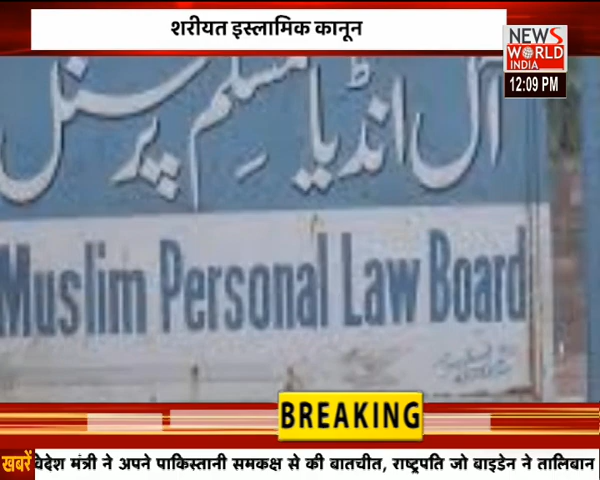 शरीयत इस्लामिक कानून
NEWS
WORLD
INDIA
12:09 PM
آل انڈیا مسلم پرسنل
Muslim Personal Law Board
BREAKING
खबरें
विदेश मंत्री ने अपने पाकिस्तानी समकक्ष से की बातचीत, राष्ट्रपति जो बाइडेन ने तालिबान